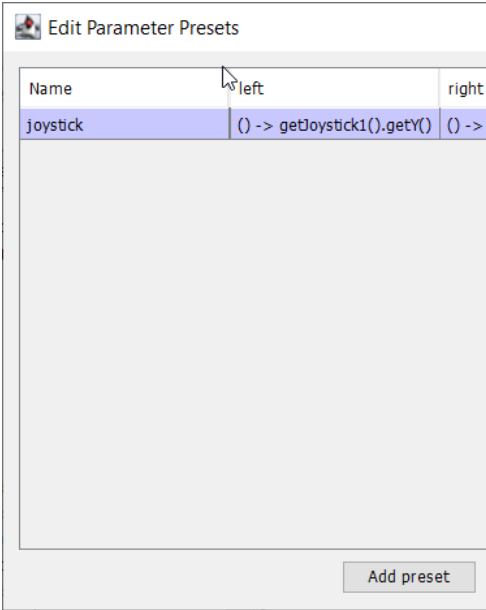 Edit Parameter Presets
Name left right
joystick () -> getJoystick1().getY() () ->
Add preset